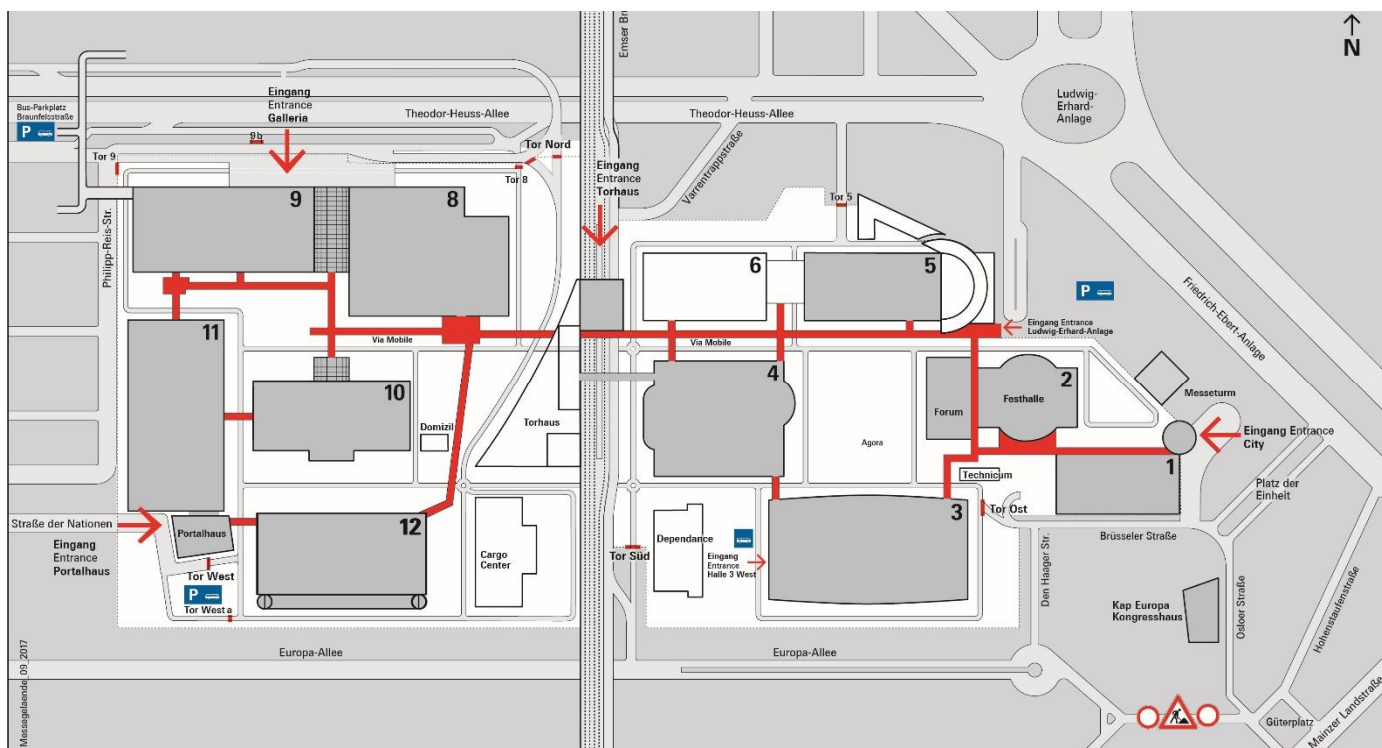 N
Emser Br
Ludwig-
Erhard-
Anlage
Bus-Parkplatz
Braunfelsstraße
P
Eingang
Entrance
Galleria
Theodor-Heuss-Allee
Theodor-Heuss-Allee
9b
Tor 9
Tor Nord
Tor 8
Eingang
Entrance
Torhaus
Varrentrappstraße
Tor 5
Philipp-Reis-Str.
9
8
6
5
P
Friedrich-Ebert-Anlage
Eingang Entrance
Ludwig-Erhard-Anlage
11
Via Mobile
Via Mobile
10
4
2
Festhalle
Forum
Messeturm
Domizil
Torhaus
Agora
Eingang Entrance
City
1
Technicum
Platz der
Einheit
Straße der Nationen
Eingang
Entrance
Portalhaus
Portalhaus
12
3
Tor Ost
Brüsseler Straße
Cargo
Center
Dependance
Tor Süd
Eingang
Entrance
Halle 3 West
Den Haager Str.
Tor West
P
Tor West a
Kap Europa
Kongresshaus
Osloer Straße
Hohenstaufenstraße
Europa-Allee
Europa-Allee
Güterplatz
Mainzer Landstraße
Messegelaende_09_2017